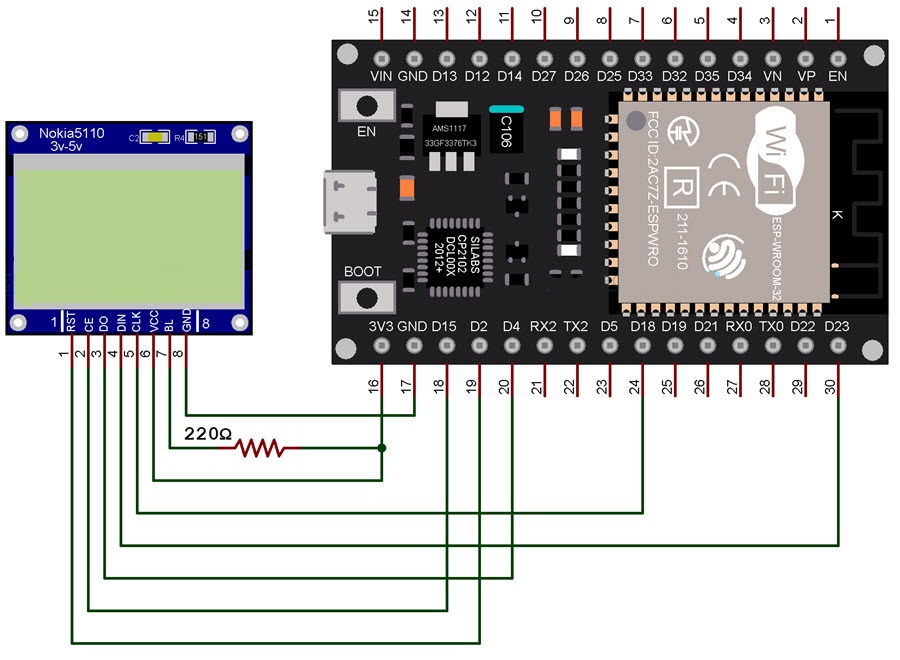 15 14 13 12 11 10 9 8 7 6 5 4 3 2 1
VIN GND D13 D12 D14 D27 D26 D25 D33 D32 D35 D34 VN VP EN
Nokia5110
3v-5v
C2
R4
151
EN
AMS1117
33GF3376TK3
C106
SILABS
CP2102
DCL00X
2012+
BOOT
FCC ID:2AC7Z-ESPWRO
R
211-1610
CE
Wi Fi
ESP-WROOM-32
K
1 RST CE DO DIN CLK VCC BL GND 8
1 2 3 4 5 6 7 8
3V3 GND D15 D2 D4 RX2 TX2 D5 D18 D19 D21 RX0 TX0 D22 D23
16 17 18 19 20 21 22 23 24 25 26 27 28 29 30
220Ω